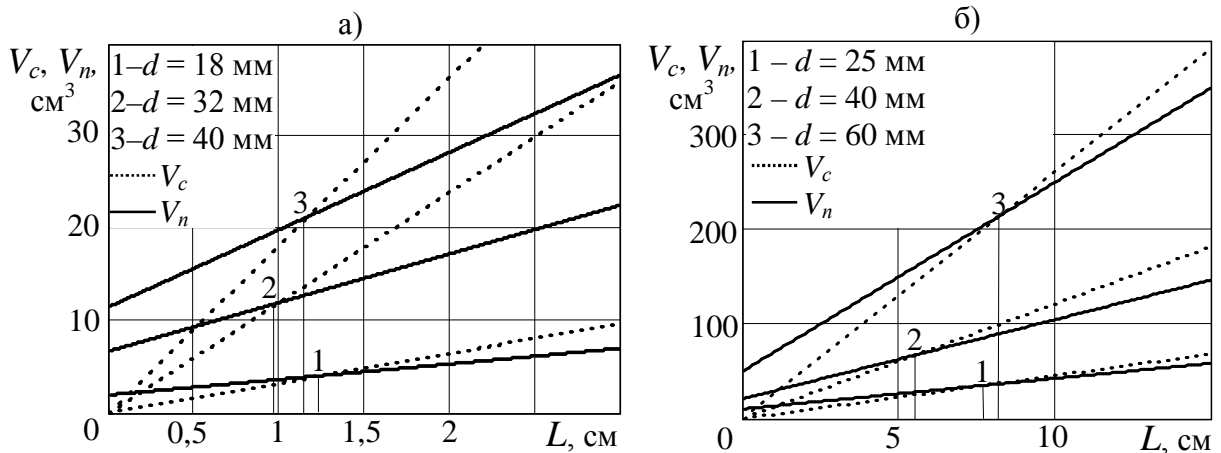 а)
V_c, V_n,
см³
1–d = 18 мм
2–d = 32 мм
3–d = 40 мм
V_c
V_n
30
20
10
0
3
2
1
0,5
1
1,5
2
L, см
б)
V_c, V_n,
см³
1 – d = 25 мм
2 – d = 40 мм
3 – d = 60 мм
V_c
V_n
300
200
100
0
3
2
1
5
10
L, см